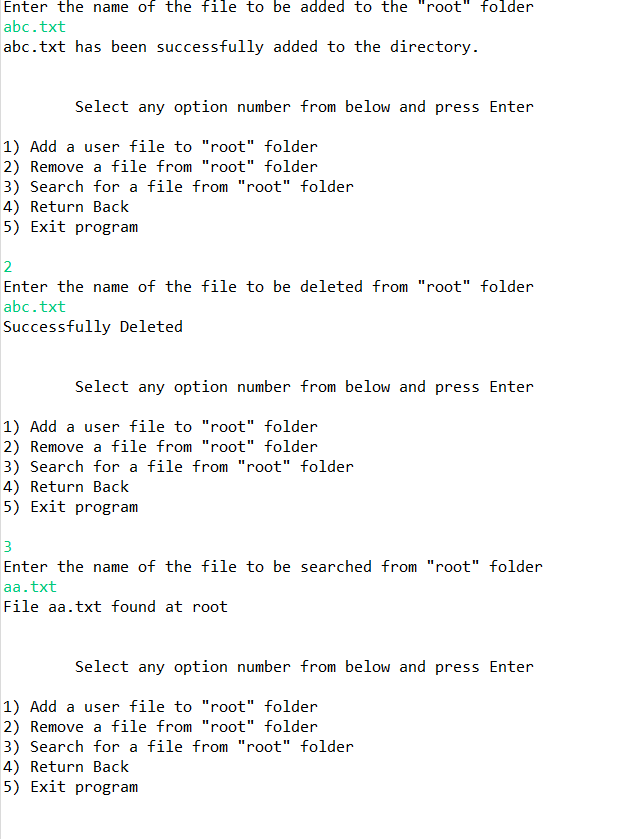 Enter the name of the file to be added to the "root" folder
abc.txt
abc.txt has been successfully added to the directory.
Select any option number from below and press Enter
1) Add a user file to "root" folder
2) Remove a file from "root" folder
3) Search for a file from "root" folder
4) Return Back
5) Exit program
2
Enter the name of the file to be deleted from "root" folder
abc.txt
Successfully Deleted
Select any option number from below and press Enter
1) Add a user file to "root" folder
2) Remove a file from "root" folder
3) Search for a file from "root" folder
4) Return Back
5) Exit program
3
Enter the name of the file to be searched from "root" folder
aa.txt
File aa.txt found at root
Select any option number from below and press Enter
1) Add a user file to "root" folder
2) Remove a file from "root" folder
3) Search for a file from "root" folder
4) Return Back
5) Exit program